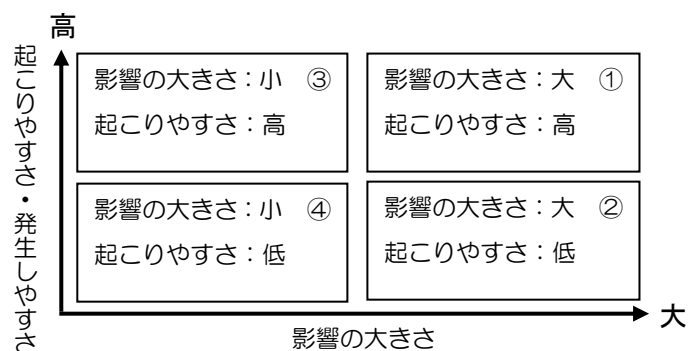 高
起こりやすさ・発生しやすさ
影響の大きさ：小　③
起こりやすさ：高
影響の大きさ：大　①
起こりやすさ：高
影響の大きさ：小　④
起こりやすさ：低
影響の大きさ：大　②
起こりやすさ：低
大
影響の大きさ